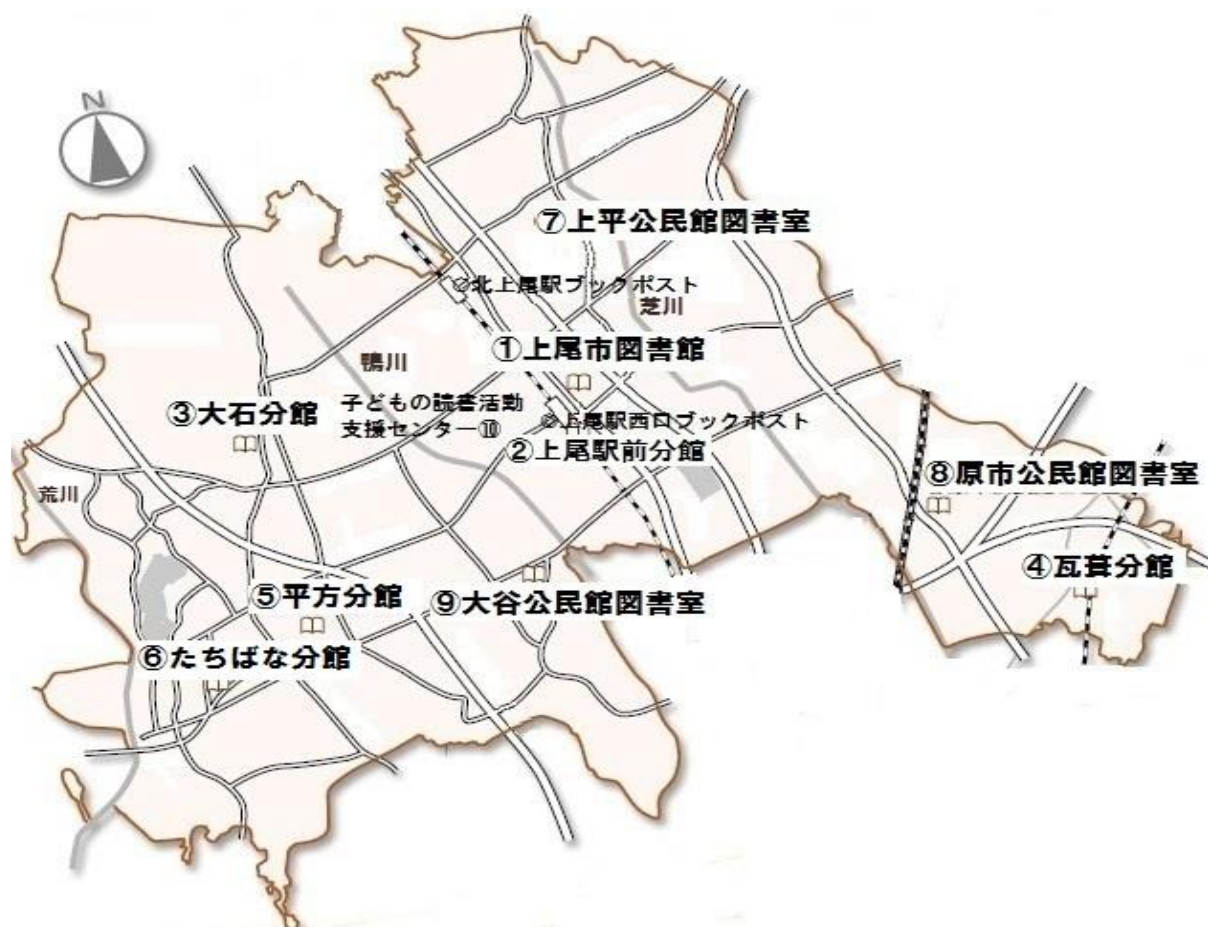 N
⑦上平公民館図書室
◎北上尾駅ブックポスト
芝川
①上尾市図書館
鴨川
③大石分館
子どもの読書活動
支援センター⑩
◎上尾駅西口ブックポスト
②上尾駅前分館
⑧原市公民館図書室
荒川
④瓦葺分館
⑤平方分館
⑨大谷公民館図書室
⑥たちばな分館